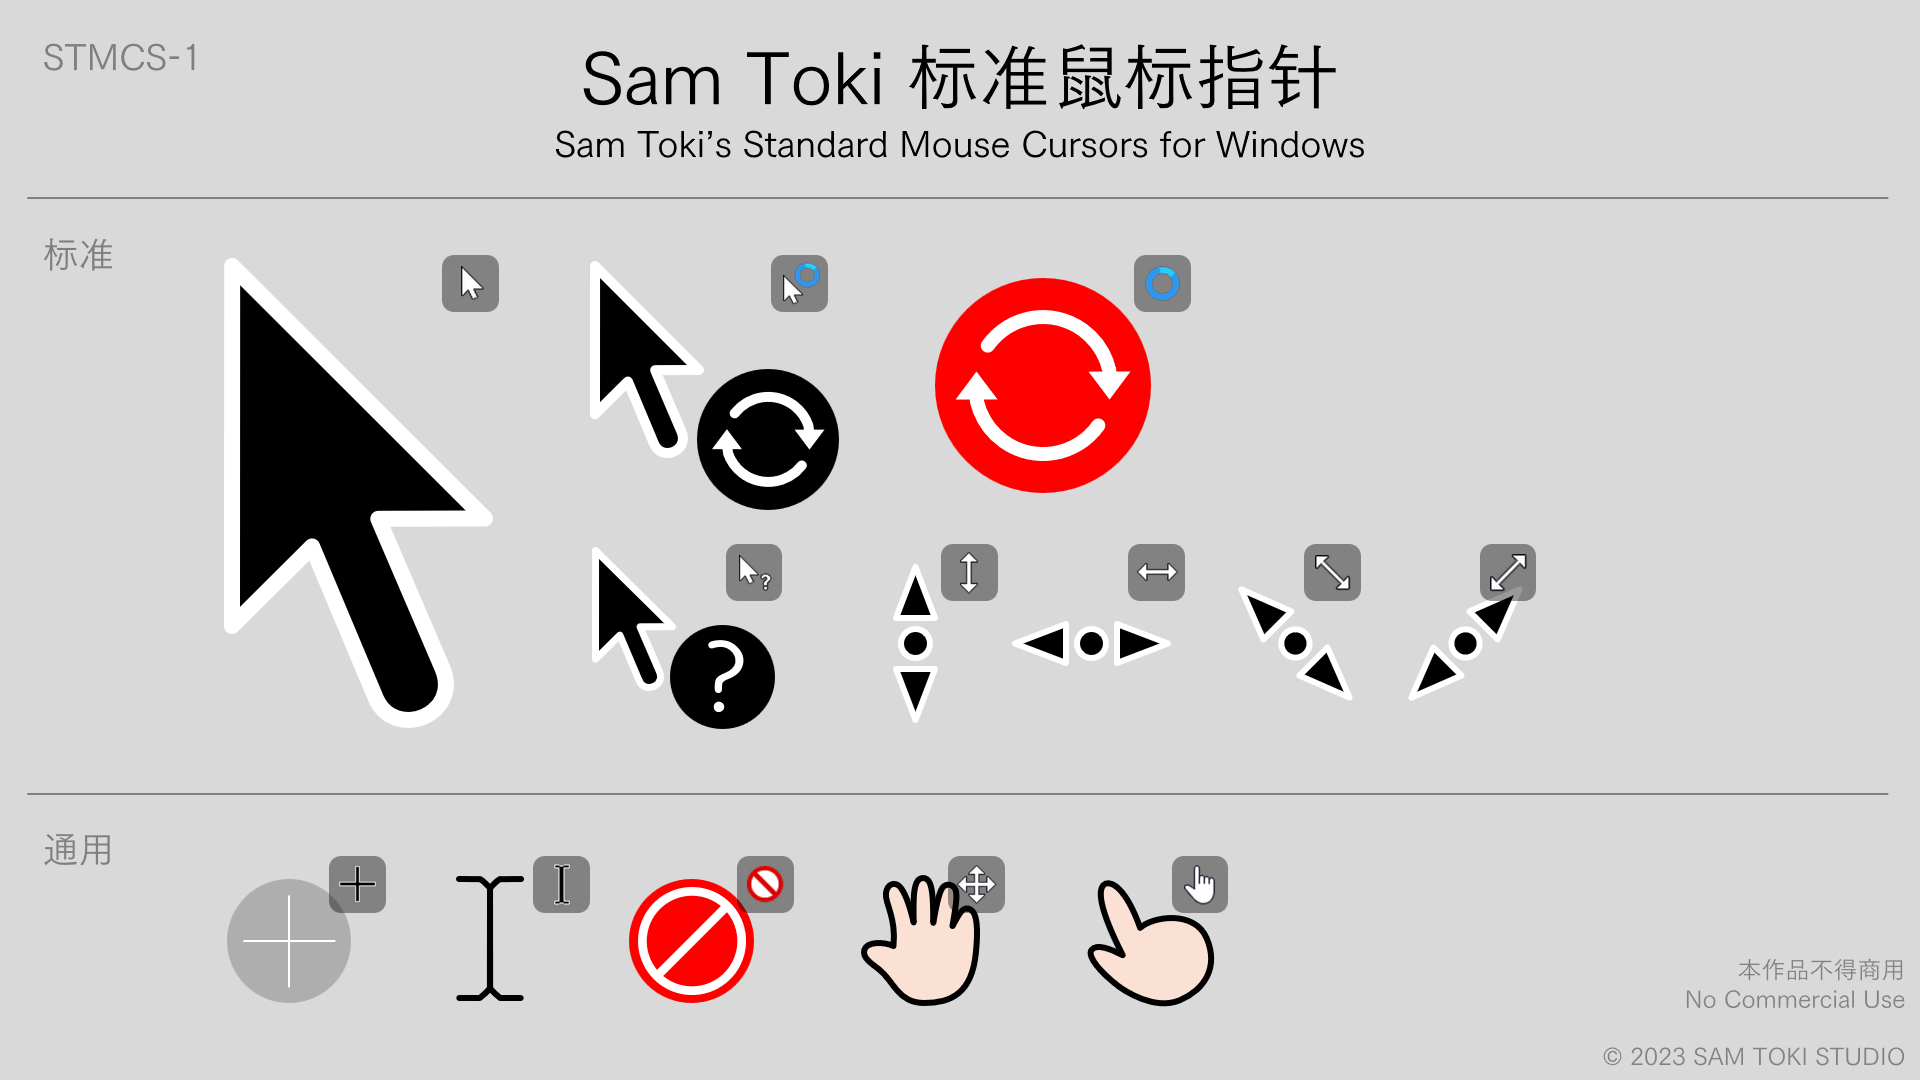 STMCS-1
Sam Toki 标准鼠标指针
Sam Toki’s Standard Mouse Cursors for Windows
标准
?
?
通用
本作品不得商用
No Commercial Use
© 2023 SAM TOKI STUDIO